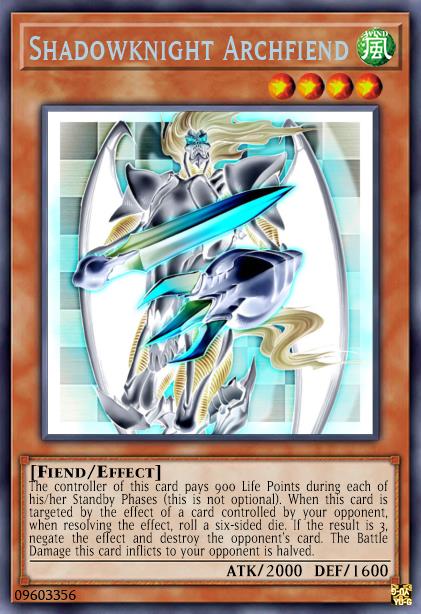 SHADOWKNIGHT ARCHFIEND
WIND
風
[FIEND/EFFECT]
The controller of this card pays 900 Life Points during each of
his/her Standby Phases (this is not optional). When this card is
targeted by the effect of a card controlled by your opponent,
when resolving the effect, roll a six-sided die. If the result is 3,
negate the effect and destroy the opponent's card. The Battle
Damage this card inflicts to your opponent is halved.
ATK/2000 DEF/1600
09603356